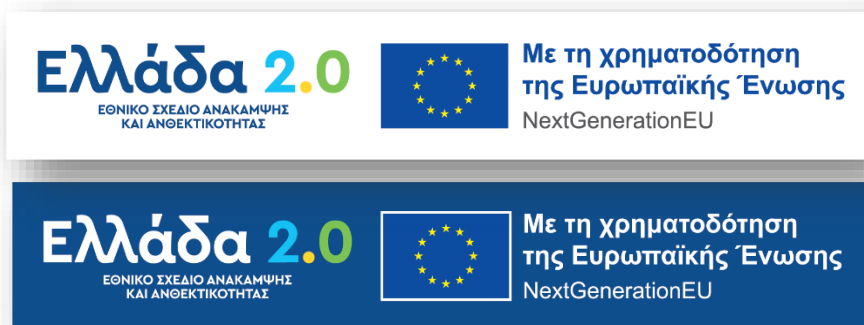 Ελλάδα 2.0
ΕΘΝΙΚΟ ΣΧΕΔΙΟ ΑΝΑΚΑΜΨΗΣ
ΚΑΙ ΑΝΘΕΚΤΙΚΟΤΗΤΑΣ
Με τη χρηματοδότηση
της Ευρωπαϊκής Ένωσης
NextGenerationEU
Ελλάδα 2.0
ΕΘΝΙΚΟ ΣΧΕΔΙΟ ΑΝΑΚΑΜΨΗΣ
ΚΑΙ ΑΝΘΕΚΤΙΚΟΤΗΤΑΣ
Με τη χρηματοδότηση
της Ευρωπαϊκής Ένωσης
NextGenerationEU